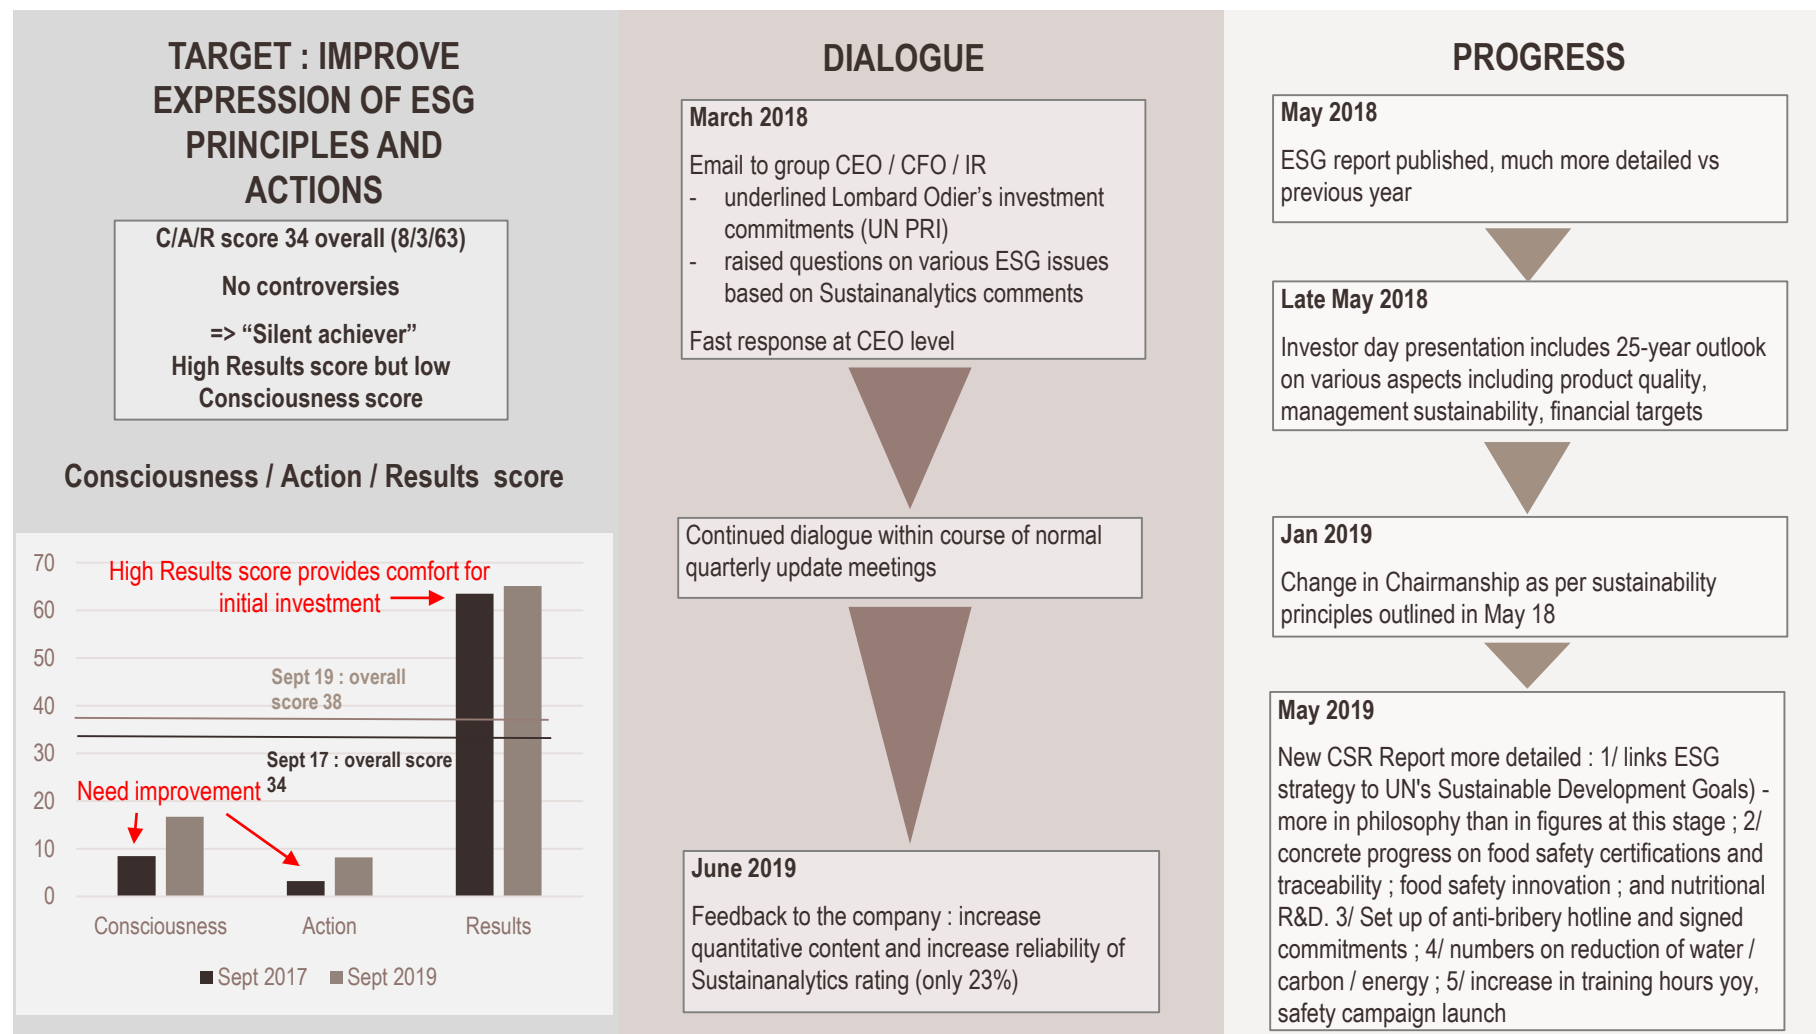 TARGET : IMPROVE
EXPRESSION OF ESG
PRINCIPLES AND
ACTIONS
C/A/R score 34 overall (8/3/63)
No controversies
=> “Silent achiever”
High Results score but low
Consciousness score
Consciousness / Action / Results score
70
60
50
40
30
20
10
0
High Results score provides comfort for
initial investment
Sept 19 : overall
score 38
Sept 17 : overall score
34
Need improvement
Consciousness
Action
Results
Sept 2017
Sept 2019
DIALOGUE
March 2018
Email to group CEO / CFO / IR
- underlined Lombard Odier’s investment
commitments (UN PRI)
- raised questions on various ESG issues
based on Sustainanalytics comments
Fast response at CEO level
Continued dialogue within course of normal
quarterly update meetings
June 2019
Feedback to the company : increase
quantitative content and increase reliability of
Sustainanalytics rating (only 23%)
PROGRESS
May 2018
ESG report published, much more detailed vs
previous year
Late May 2018
Investor day presentation includes 25-year outlook
on various aspects including product quality,
management sustainability, financial targets
Jan 2019
Change in Chairmanship as per sustainability
principles outlined in May 18
May 2019
New CSR Report more detailed : 1/ links ESG
strategy to UN's Sustainable Development Goals) -
more in philosophy than in figures at this stage ; 2/
concrete progress on food safety certifications and
traceability ; food safety innovation ; and nutritional
R&D. 3/ Set up of anti-bribery hotline and signed
commitments ; 4/ numbers on reduction of water /
carbon / energy ; 5/ increase in training hours yoy,
safety campaign launch